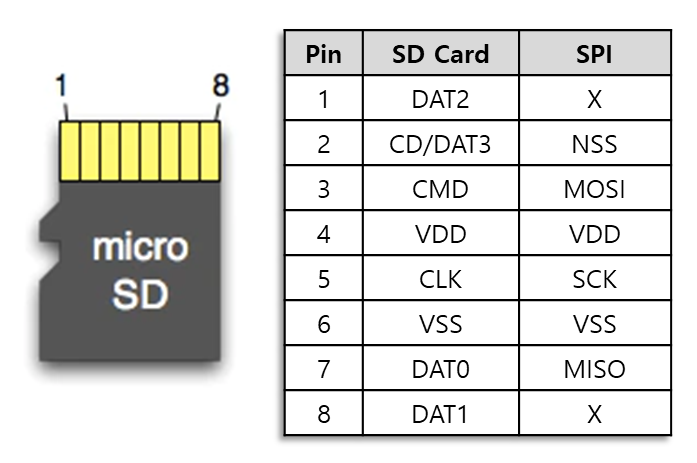 1 8
micro
SD
Pin SD Card SPI
1 DAT2 X
2 CD/DAT3 NSS
3 CMD MOSI
4 VDD VDD
5 CLK SCK
6 VSS VSS
7 DAT0 MISO
8 DAT1 X